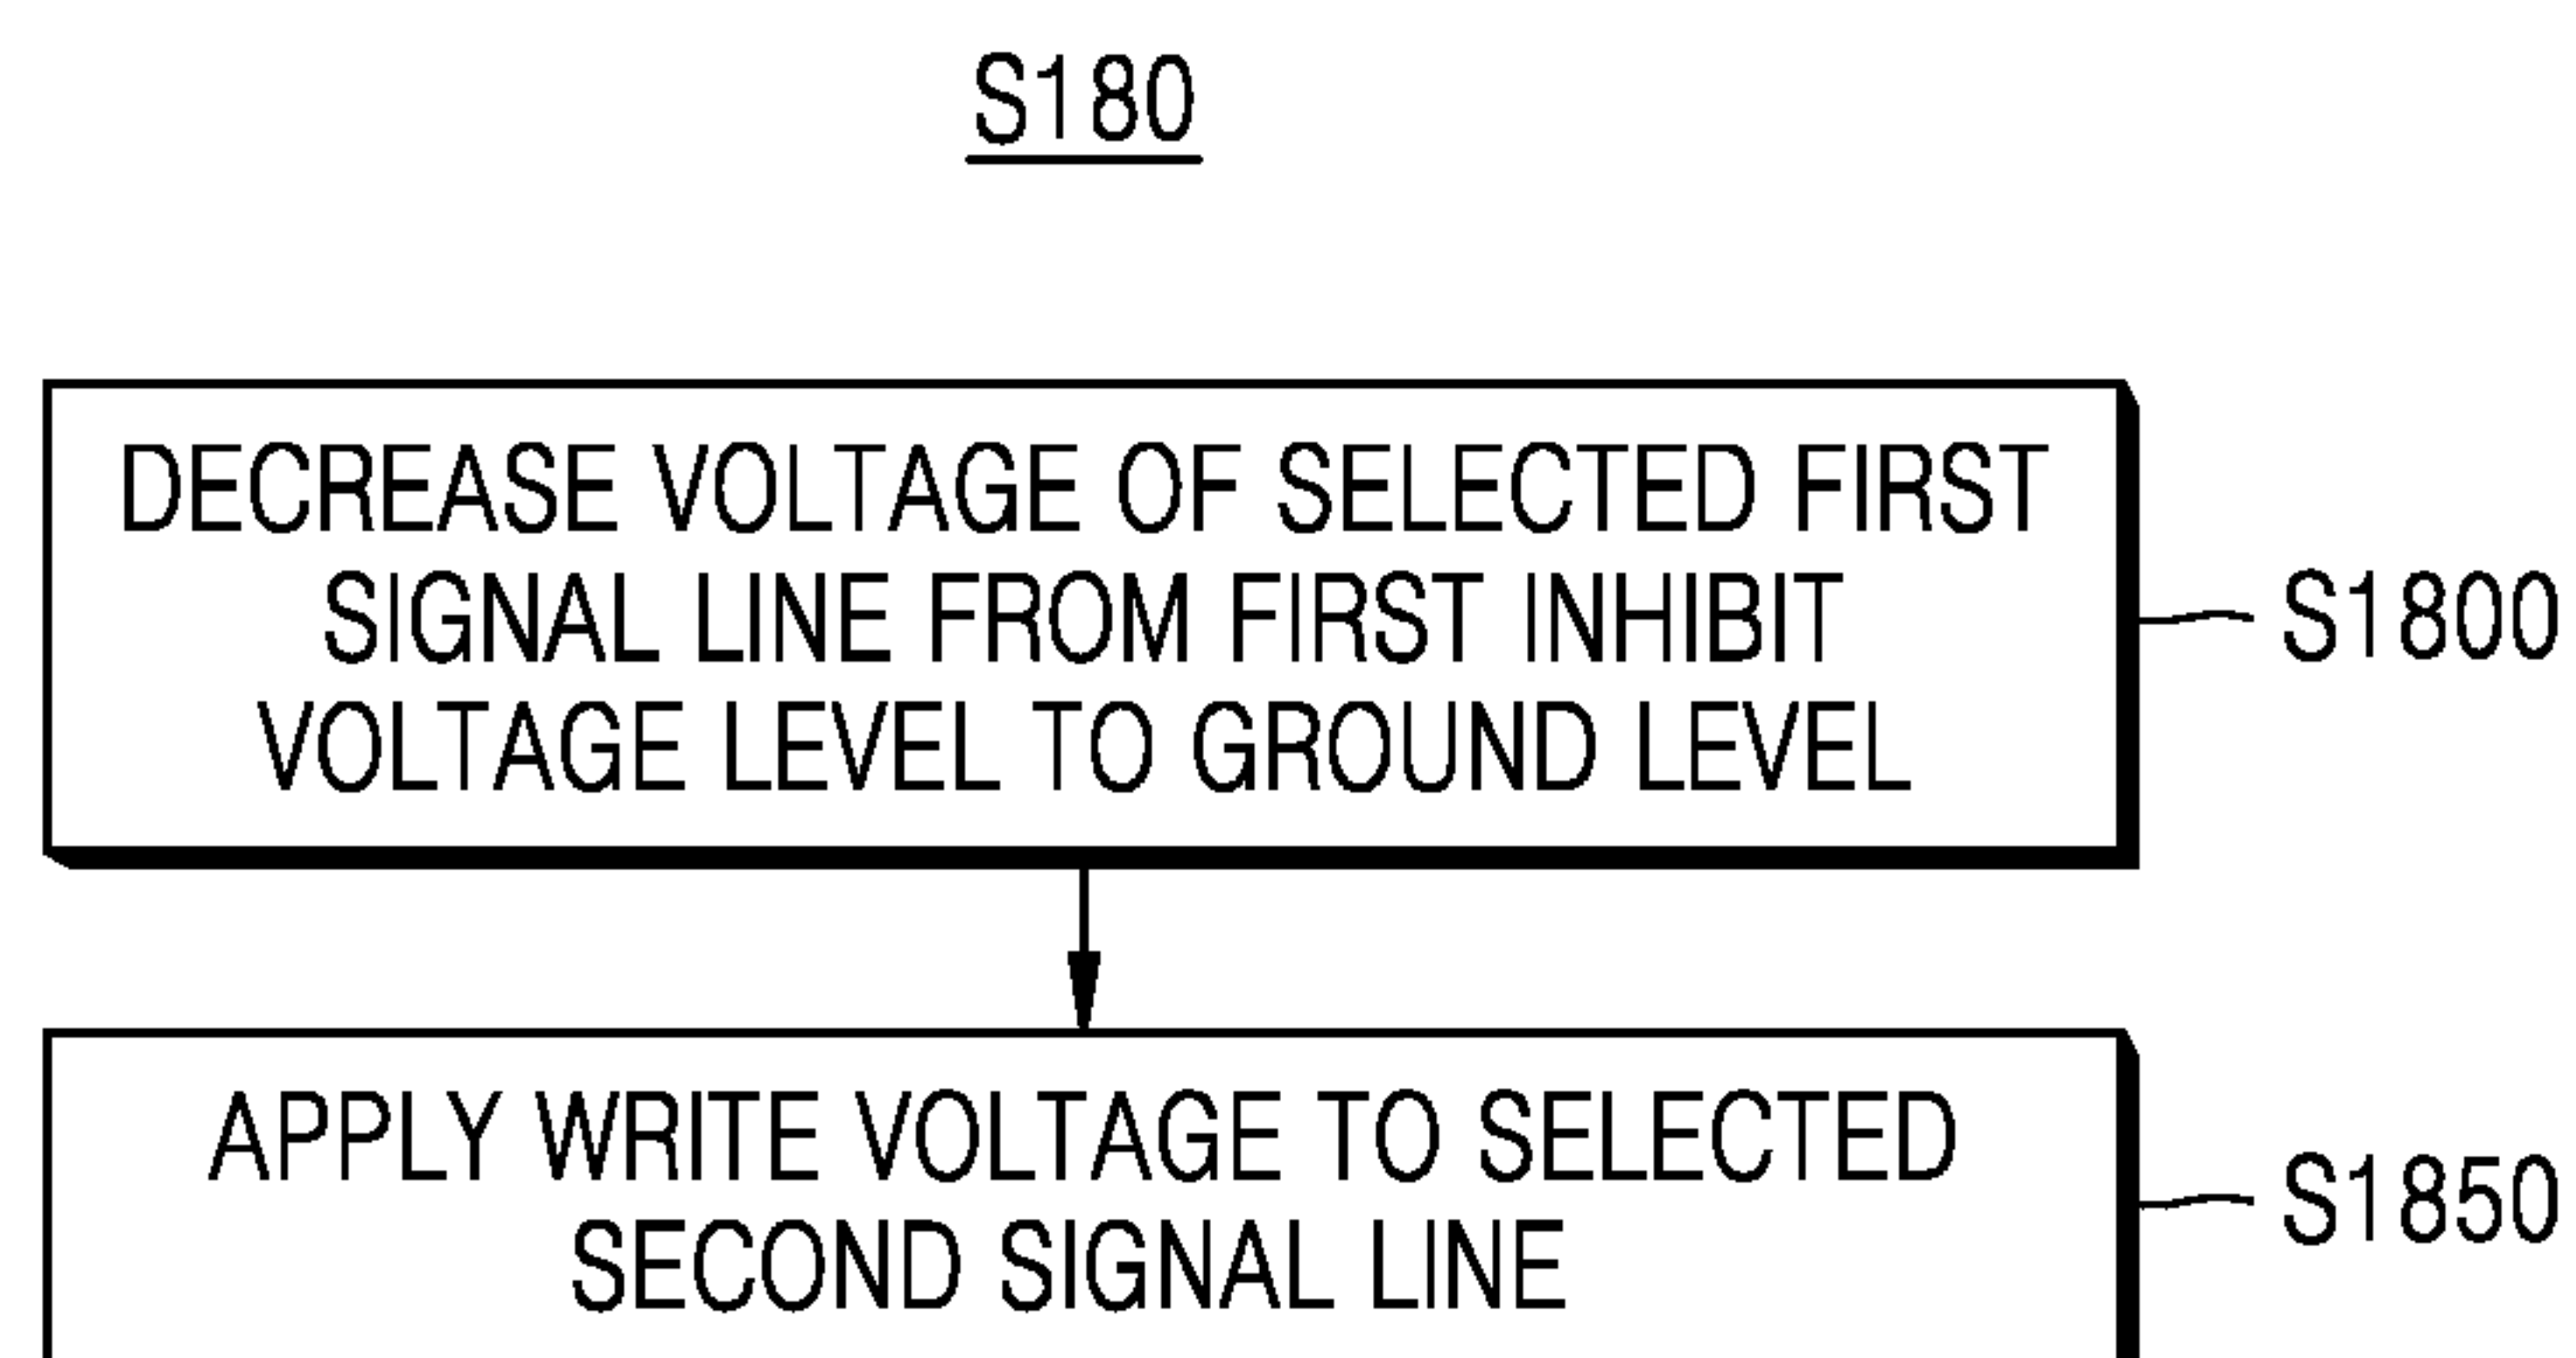 S180
DECREASE VOLTAGE OF SELECTED FIRST
SIGNAL LINE FROM FIRST INHIBIT
VOLTAGE LEVEL TO GROUND LEVEL
S1800
APPLY WRITE VOLTAGE TO SELECTED
SECOND SIGNAL LINE
S1850